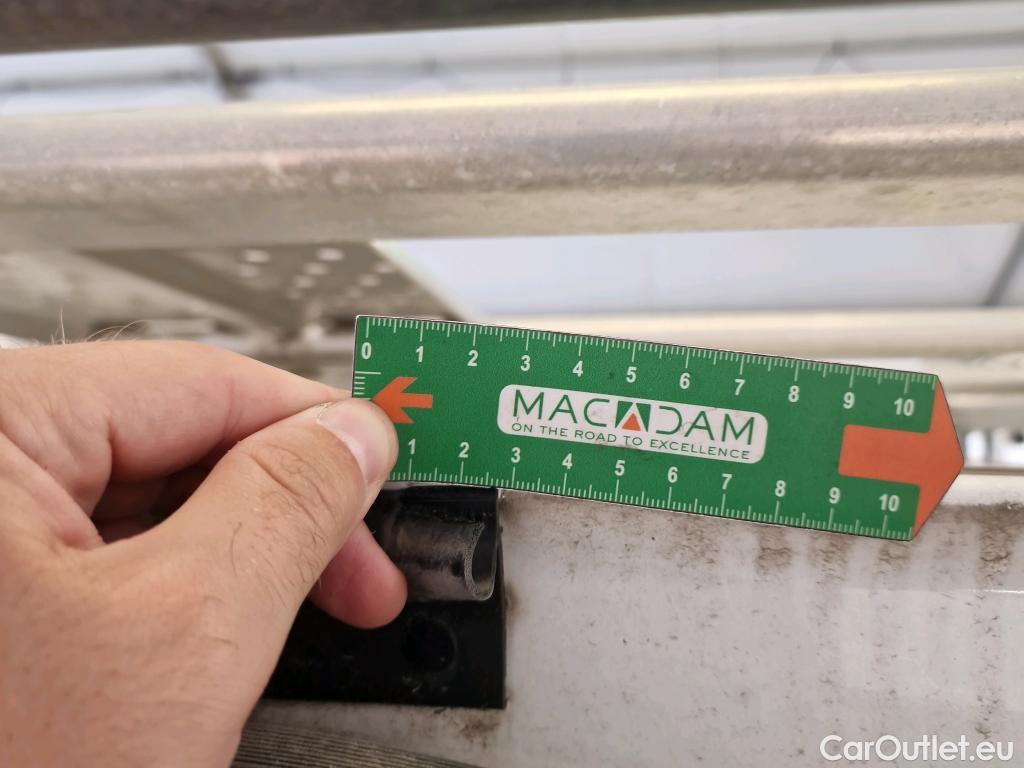 0 1 2 3 4 5 6 7 8 9 10
MACADAM
ON THE ROAD TO EXCELLENCE
1 2 3 4 5 6 7 8 9 10
CarOutlet.eu